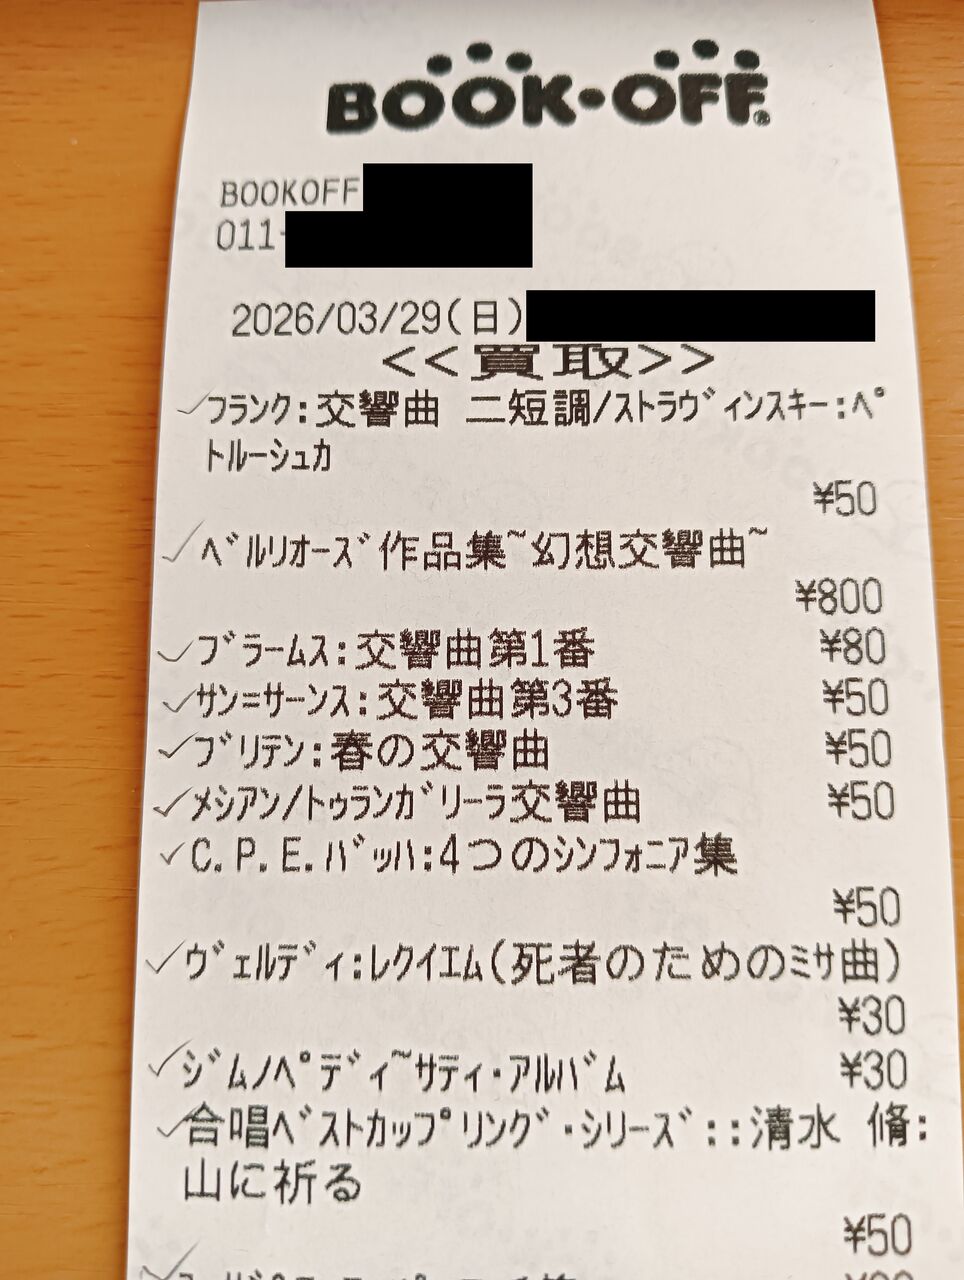 BOOK・OFF®
BOOKOFF
011-
2026/03/29(日)
<<買取>>
フランク:交響曲 二短調/ストラヴィンスキー:ペ
トルーシュカ
¥50
ベルリオーズ作品集~幻想交響曲~
¥800
ブラームス:交響曲第1番 ¥80
サン=サーンス:交響曲第3番 ¥50
ブリテン:春の交響曲 ¥50
メシアン/トゥランガリーラ交響曲 ¥50
C.P.E.バッハ:4つのシンフォニア集
¥50
ヴェルディ:レクイエム(死者のためのミサ曲)
¥30
ジムノペディ~サティ・アルバム ¥30
合唱ベストカップリング・シリーズ::清水 脩:
山に祈る
¥50